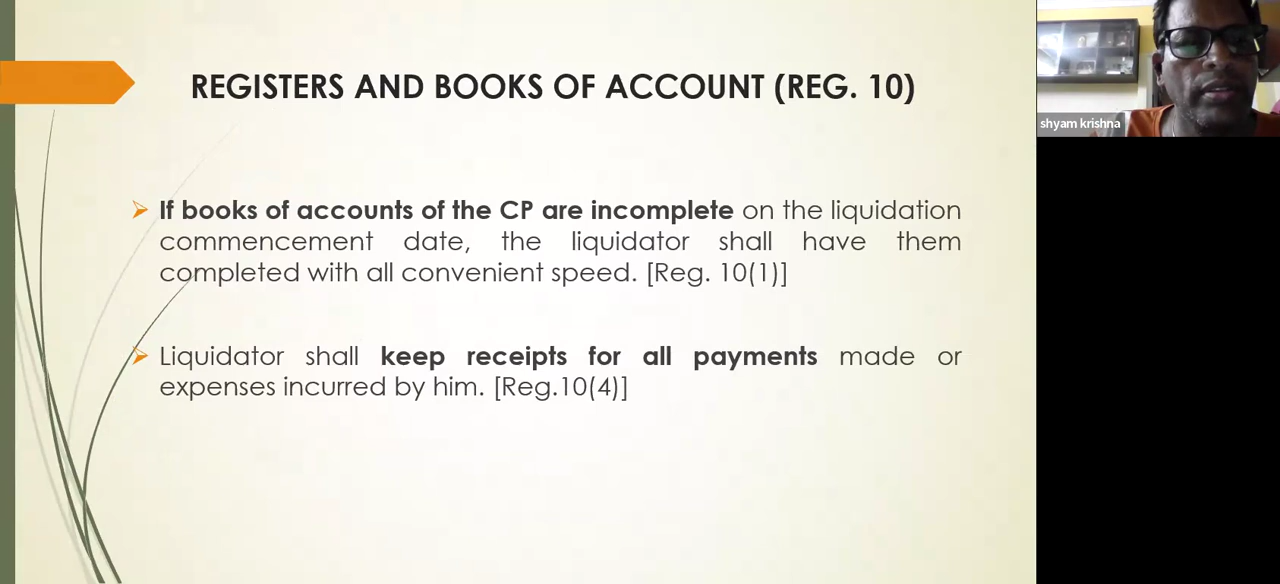 REGISTERS AND BOOKS OF ACCOUNT (REG. 10)
If books of accounts of the CP are incomplete on the liquidation
commencement date, the liquidator shall have them
completed with all convenient speed. [Reg. 10(1)]
Liquidator shall keep receipts for all payments made or
expenses incurred by him. [Reg.10(4)]
shyam krishna